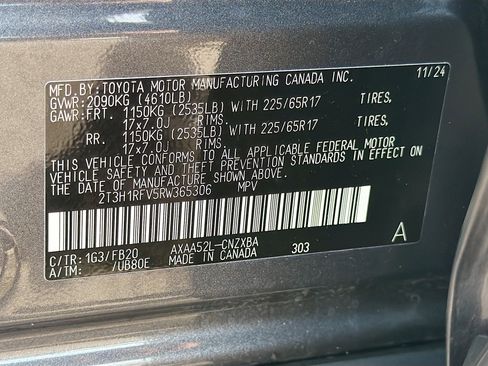 MFD.BY:TOYOTA MOTOR MANUFACTURING CANADA INC. 11/24
GVWR:2090KG (4610LB)
GAWR:FRT. 1150KG (2535LB) WITH 225/65R17 TIRES,
17x7.0J RIMS
RR. 1150KG (2535LB) WITH 225/65R17 TIRES,
17x7.0J RIMS.
THIS VEHICLE CONFORMS TO ALL APPLICABLE FEDERAL MOTOR
VEHICLE SAFETY AND THEFT PREVENTION STANDARDS IN EFFECT
ON THE DATE OF MANUFACTURE SHOWN ABOVE.
2T3H1RFV5RW365306 MPV
C/TR: 1G3/FB20 AXAA52L-CNZXBA
A/TM: /UB80E MADE IN CANADA 303 A